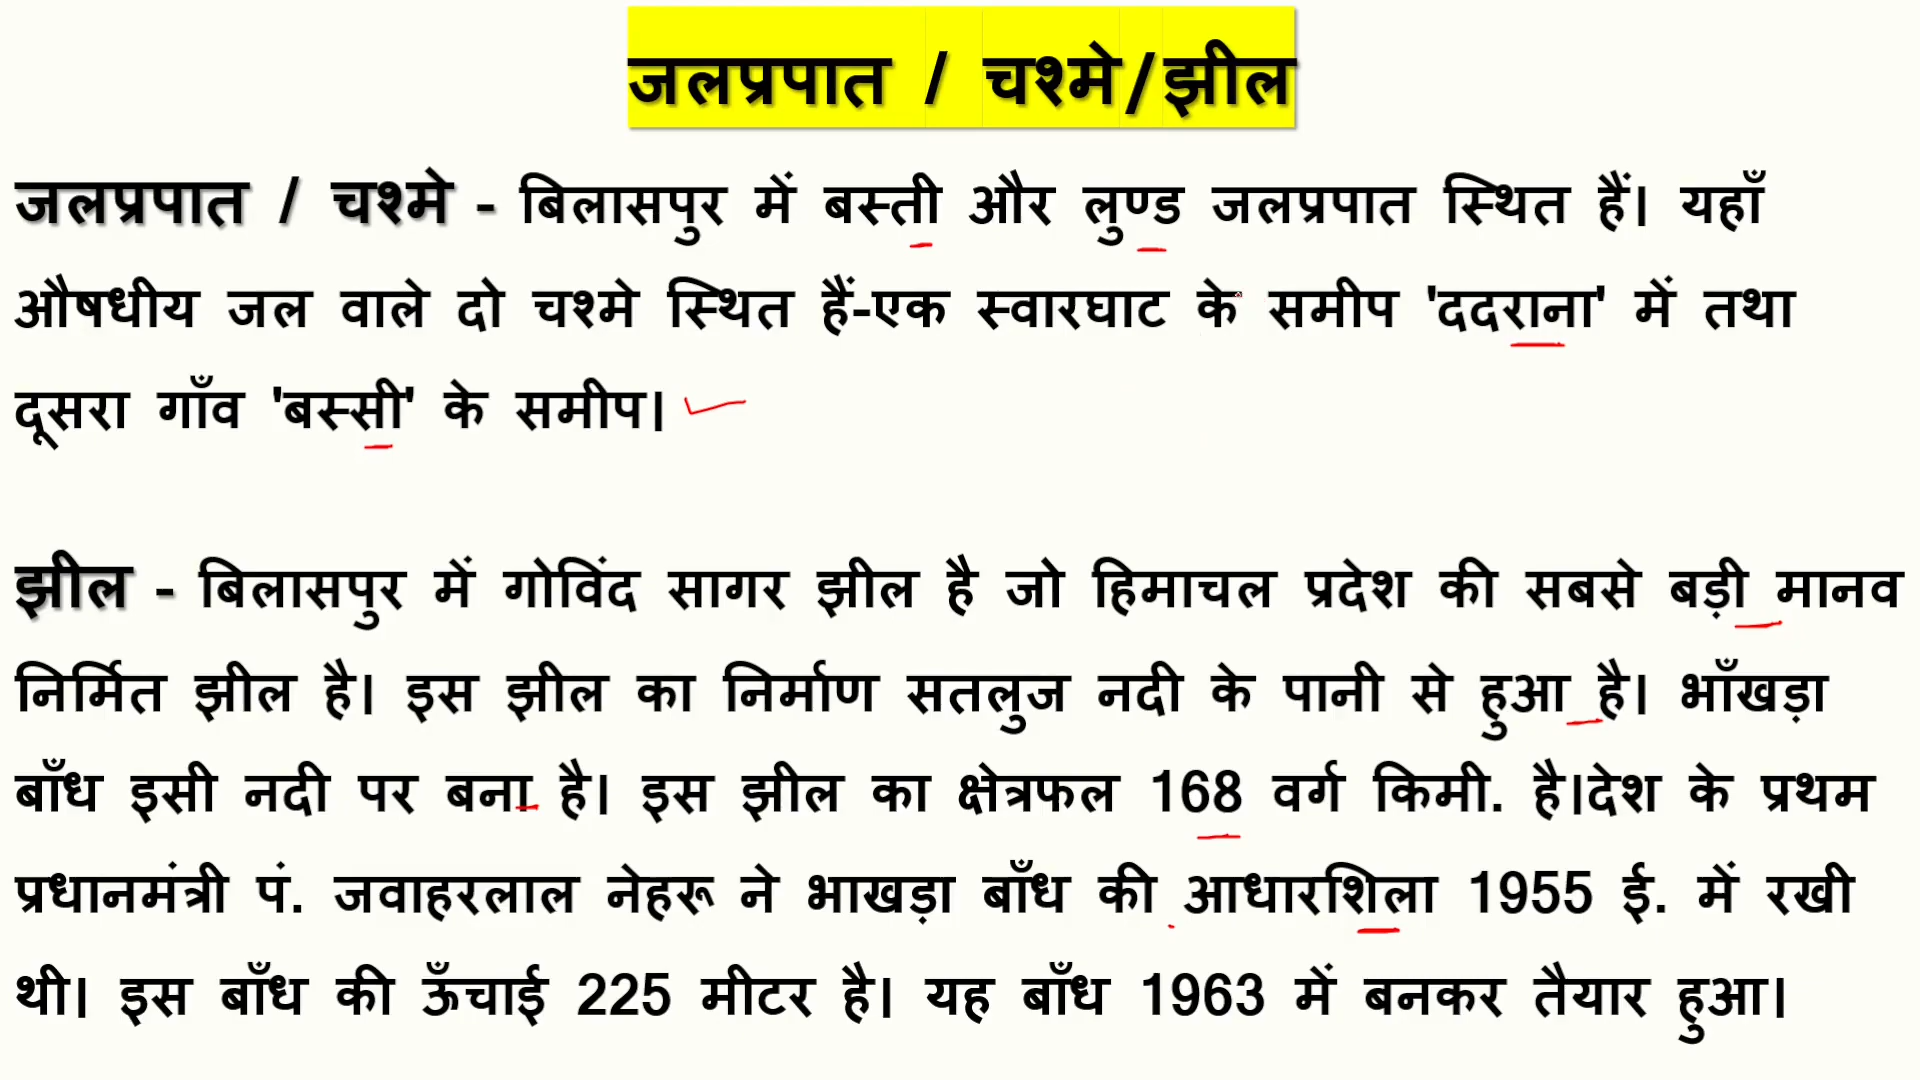 जलप्रपात / चश्मे/झील
जलप्रपात / चश्मे - बिलासपुर में बस्ती और लुण्ड जलप्रपात स्थित हैं। यहाँ
औषधीय जल वाले दो चश्मे स्थित हैं-एक स्वारघाट के समीप 'ददराना' में तथा
दूसरा गाँव 'बस्सी' के समीप।
झील - बिलासपुर में गोविंद सागर झील है जो हिमाचल प्रदेश की सबसे बड़ी मानव
निर्मित झील है। इस झील का निर्माण सतलुज नदी के पानी से हुआ है। भाँखड़ा
बाँध इसी नदी पर बना है। इस झील का क्षेत्रफल 168 वर्ग किमी. है।देश के प्रथम
प्रधानमंत्री पं. जवाहरलाल नेहरू ने भाखड़ा बाँध की आधारशिला 1955 ई. में रखी
थी। इस बाँध की ऊँचाई 225 मीटर है। यह बाँध 1963 में बनकर तैयार हुआ।